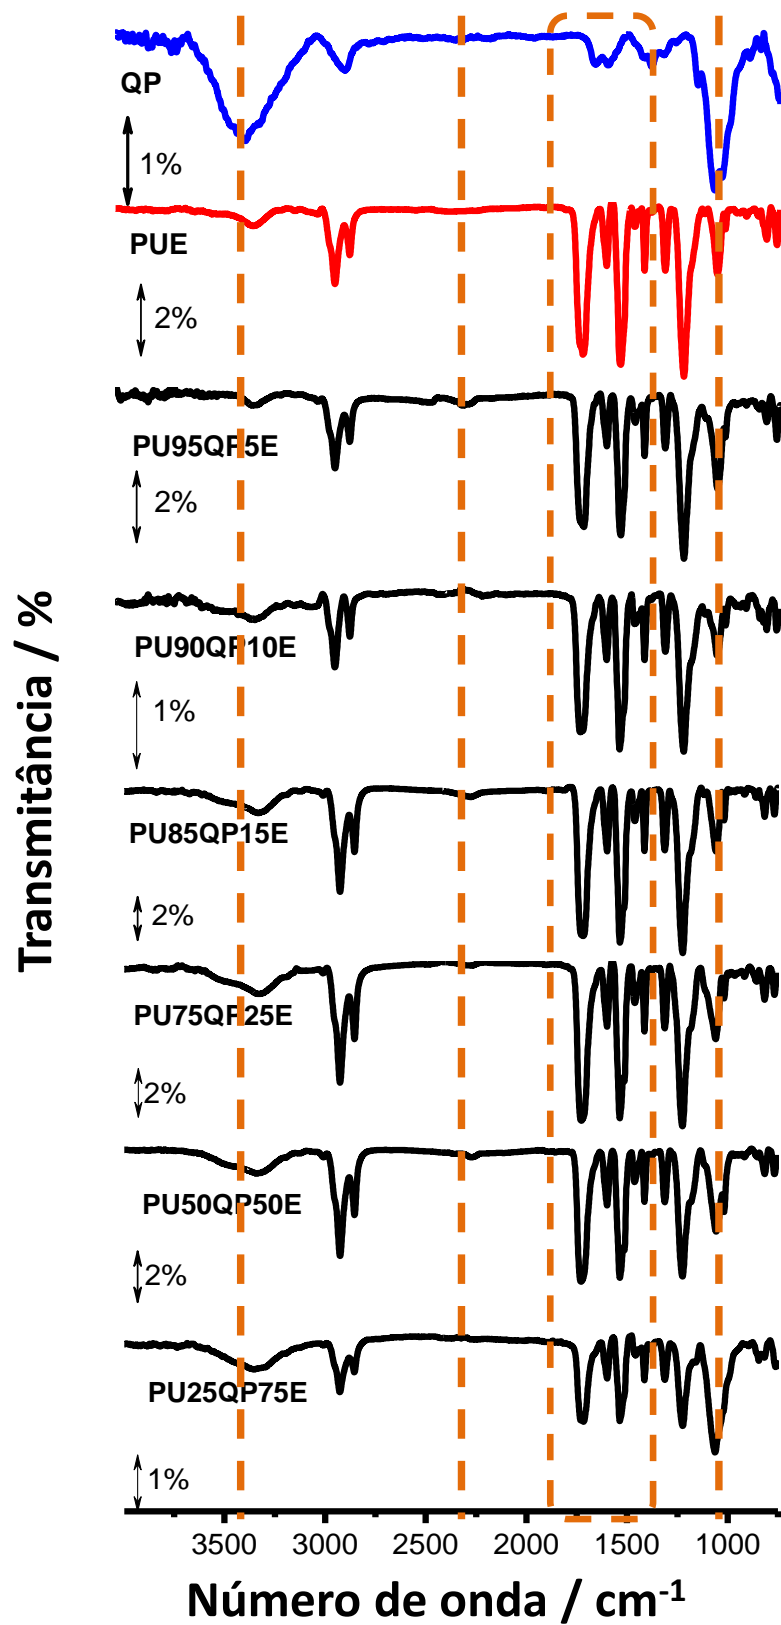 QP
1%
PUE
2%
PU95QP5E
2%
PU90QP10E
1%
PU85QP15E
2%
PU75QP25E
2%
PU50QP50E
2%
PU25QP75E
1%
Transmitância / %
3500 3000 2500 2000 1500 1000
Número de onda / cm⁻¹